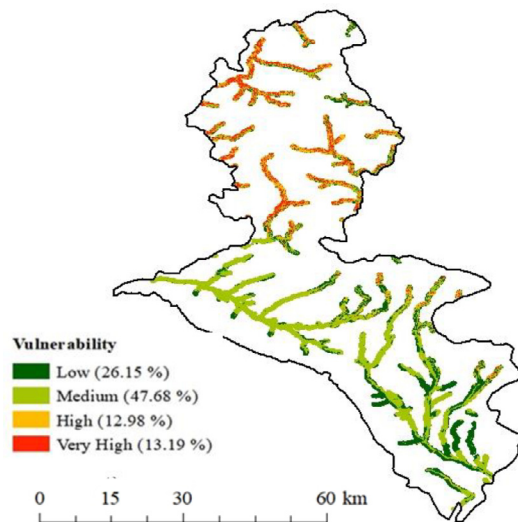 Vulnerability
Low (26.15 %)
Medium (47.68 %)
High (12.98 %)
Very High (13.19 %)
0 15 30 60 km